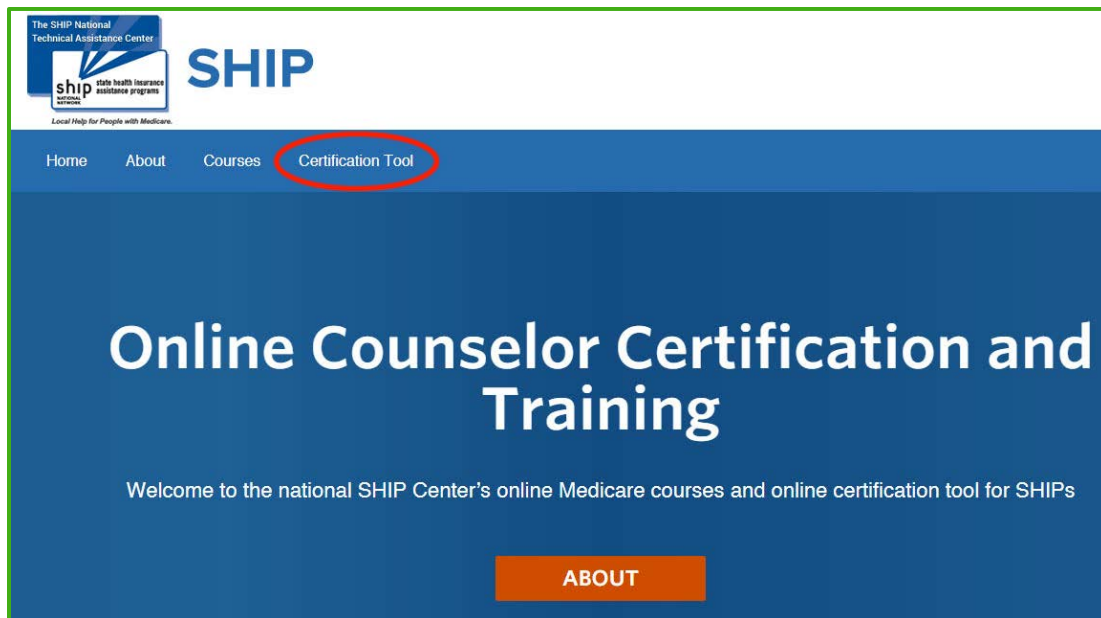 The SHIP National
Technical Assistance Center
ship state health insurance
assistance programs
NATIONAL
NETWORK
Local Help for People with Medicare.
SHIP
Home About Courses Certification Tool
Online Counselor Certification and
Training
Welcome to the national SHIP Center's online Medicare courses and online certification tool for SHIPs
ABOUT